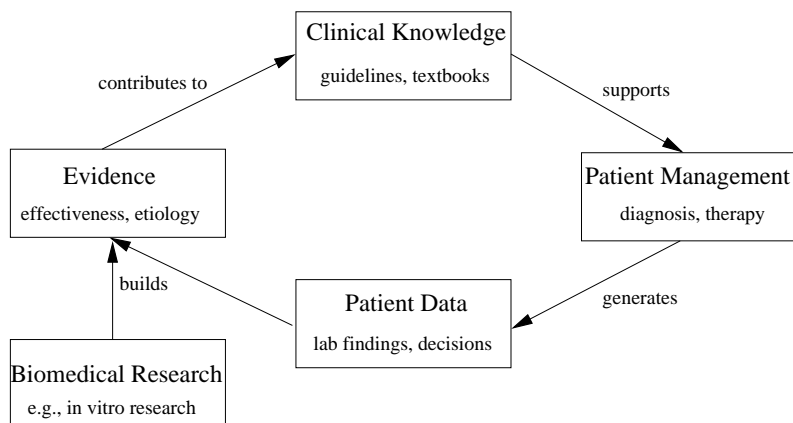 Clinical Knowledge
guidelines, textbooks
contributes to
supports
Evidence
effectiveness, etiology
Patient Management
diagnosis, therapy
builds
Patient Data
lab findings, decisions
generates
Biomedical Research
e.g., in vitro research